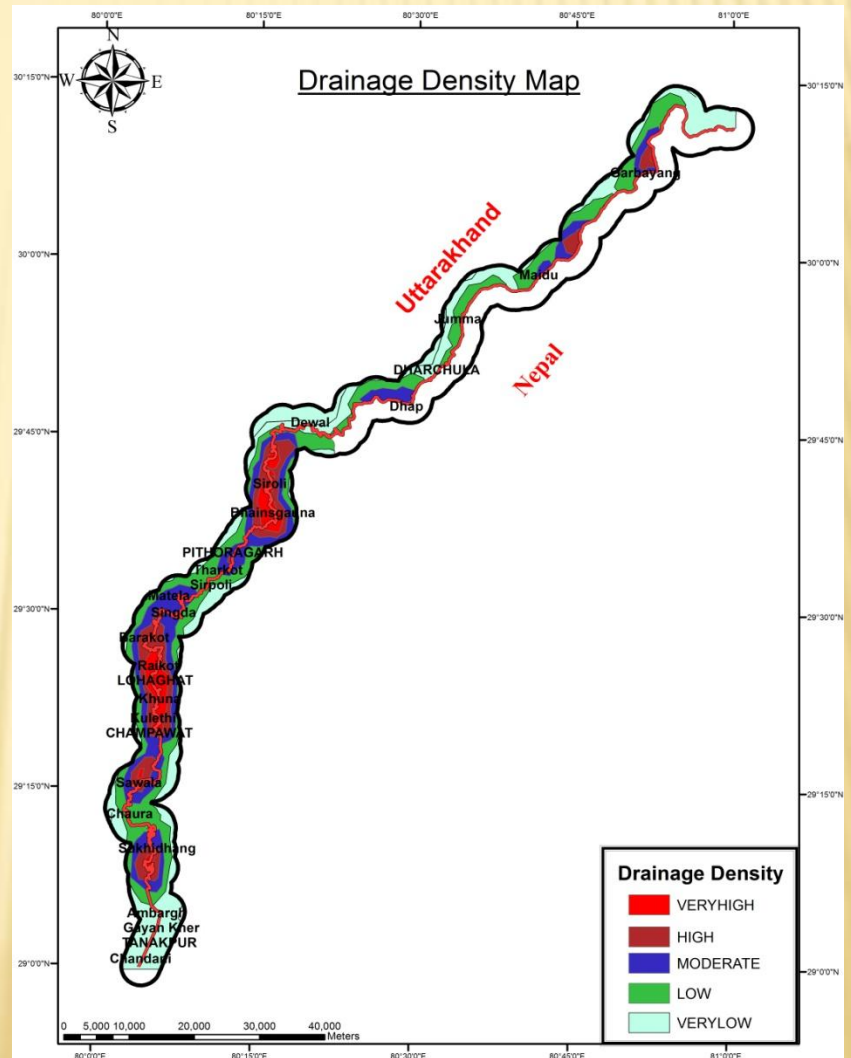 80°0'0"E 80°15'0"E 80°30'0"E 80°45'0"E 81°0'0"E
N
W E
S
Drainage Density Map
30°15'0"N 30°15'0"N
Garbayang
Uttarakhand
30°0'0"N 30°0'0"N
Maidu
Jumma
Nepal
DHARCHULA
Dhap
Dewal
29°45'0"N 29°45'0"N
Siroli
Bhainsgauna
PITHORAGARH
Tharkot
Sirpoli
Matela
Singda
29°30'0"N 29°30'0"N
Barakot
Raikot
LOHAGHAT
Khuna
Kulethi
CHAMPAWAT
29°15'0"N 29°15'0"N
Sawala
Chaura
Sukhidhang
Ambargi
Gayan Kher
TANAKPUR
Chandani
29°0'0"N 29°0'0"N
Drainage Density
VERYHIGH
HIGH
MODERATE
LOW
VERYLOW
0 5,000 10,000 20,000 30,000 40,000
Meters
80°0'0"E 80°15'0"E 80°30'0"E 80°45'0"E 81°0'0"E